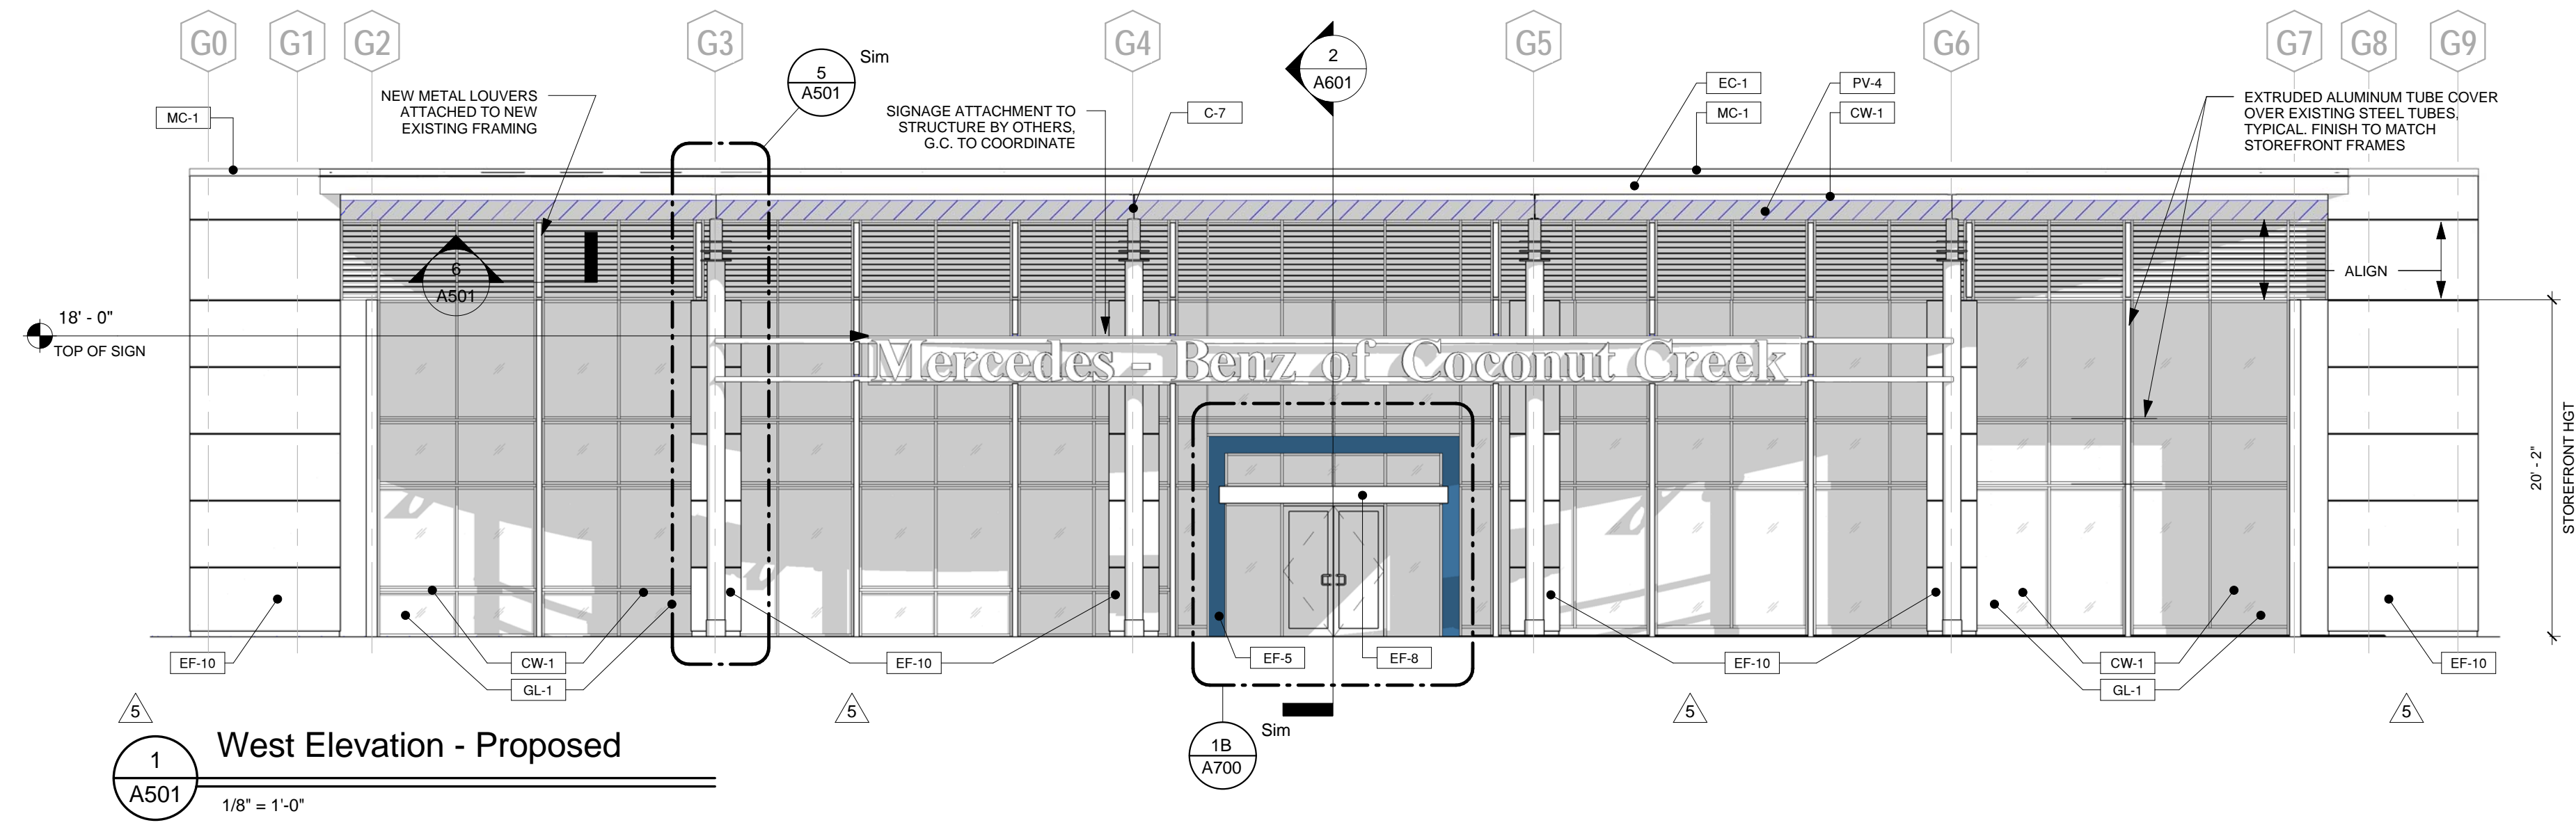 G0
G1
G2
G3
G4
G5
G6
G7
G8
G9
5
A501
Sim
2
A601
MC-1
NEW METAL LOUVERS
ATTACHED TO NEW
EXISTING FRAMING
SIGNAGE ATTACHMENT TO
STRUCTURE BY OTHERS,
G.C. TO COORDINATE
C-7
EC-1
MC-1
PV-4
CW-1
EXTRUDED ALUMINUM TUBE COVER
OVER EXISTING STEEL TUBES,
TYPICAL. FINISH TO MATCH
STOREFRONT FRAMES
6
A501
ALIGN
18' - 0"
TOP OF SIGN
Mercedes - Benz of Coconut Creek
20' - 2"
STOREFRONT HGT
EF-10
CW-1
GL-1
EF-10
EF-5
EF-8
EF-10
CW-1
GL-1
EF-10
5
5
5
5
Sim
1B
A700
1
A501
West Elevation - Proposed
1/8" = 1'-0"